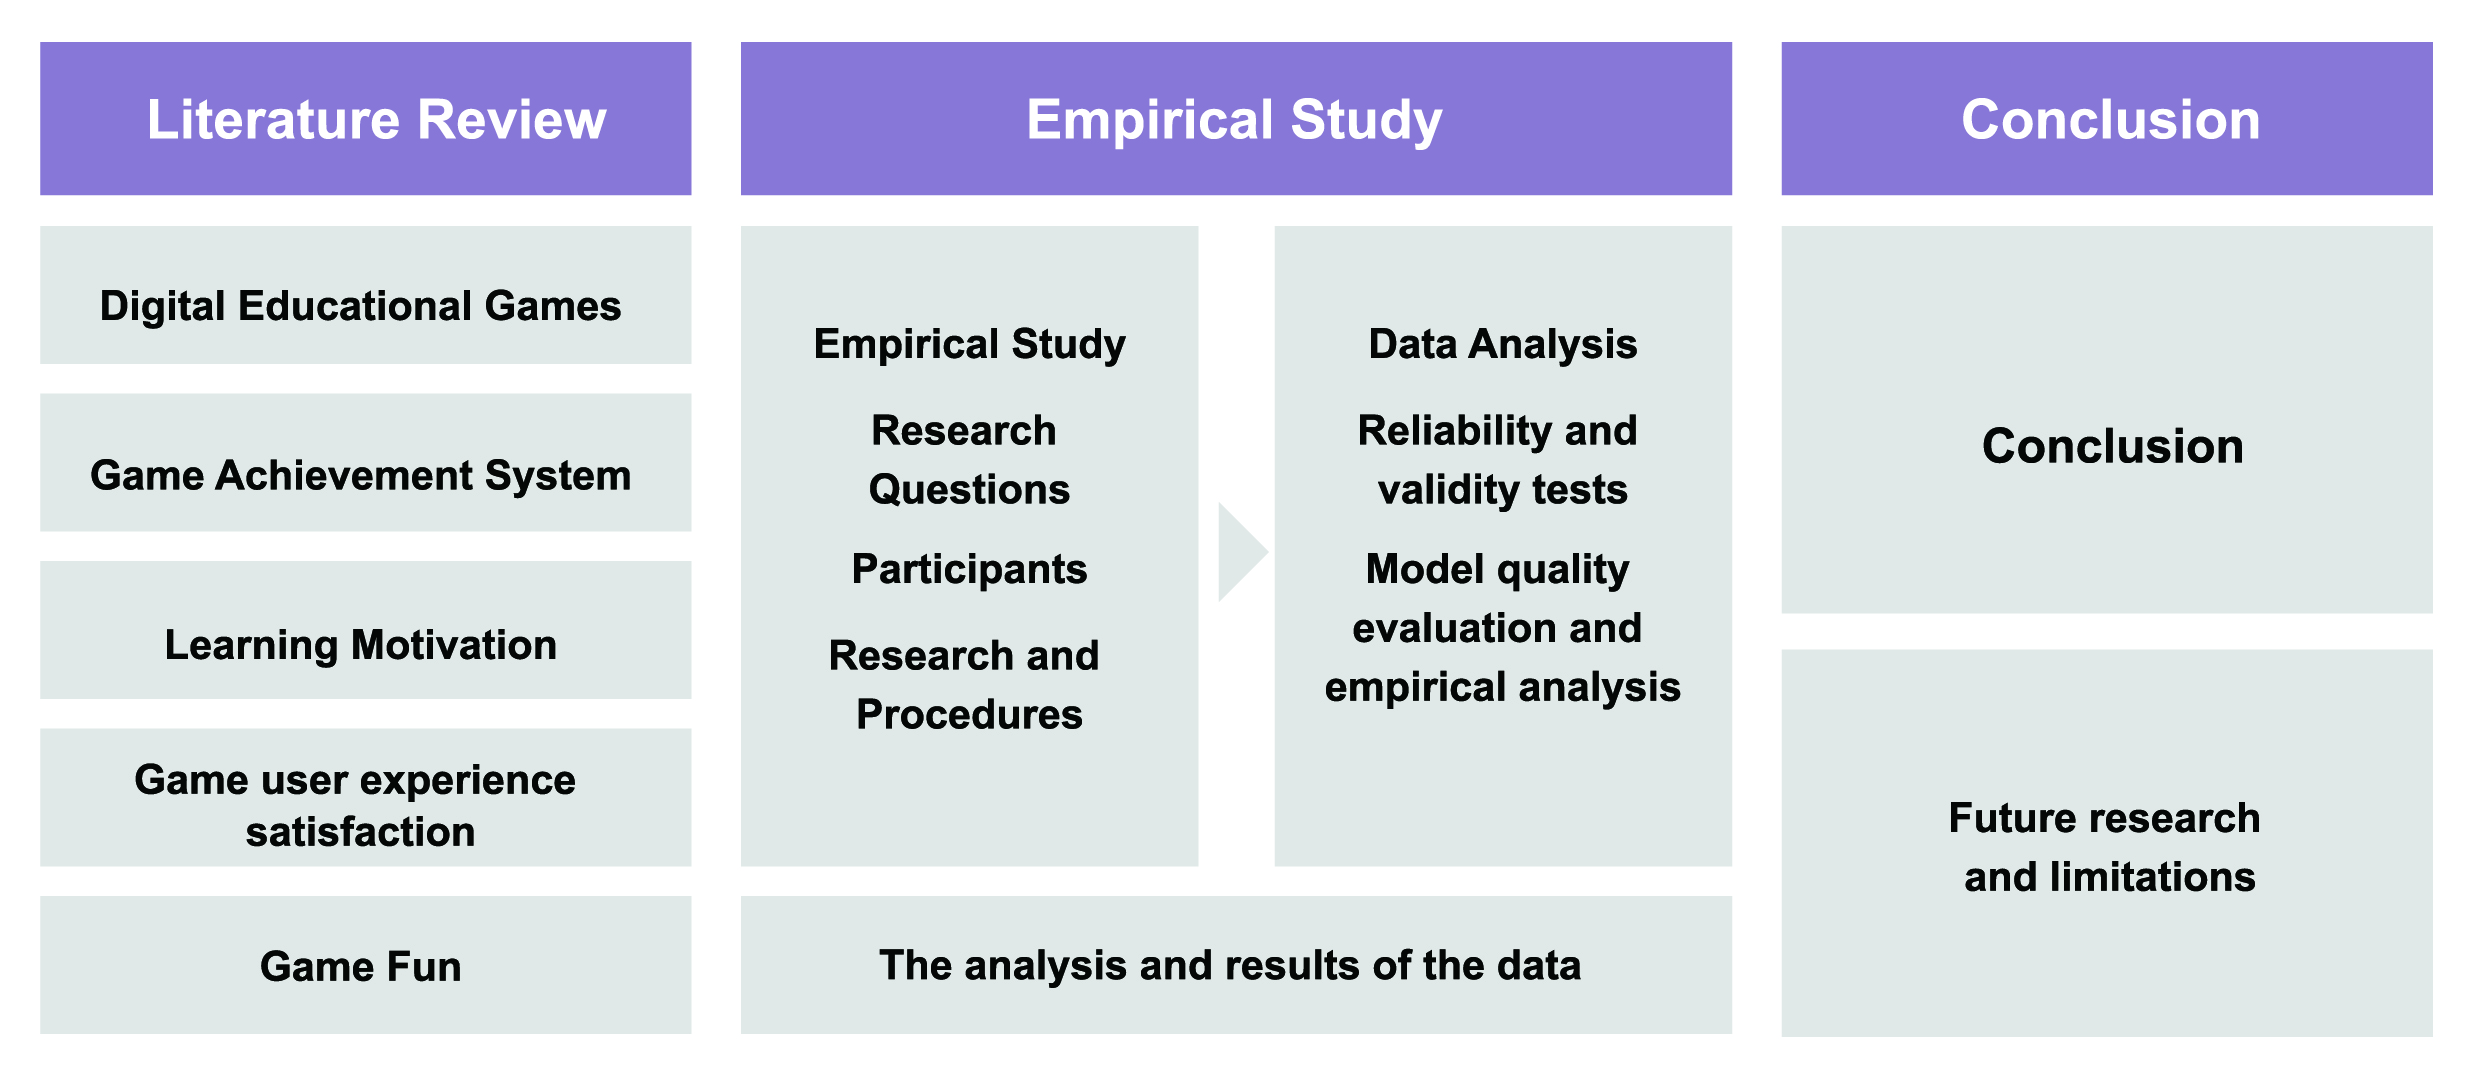 Literature Review
Digital Educational Games
Game Achievement System
Learning Motivation
Game user experience
satisfaction
Game Fun
Empirical Study
Empirical Study
Research
Questions
Participants
Research and
Procedures
Data Analysis
Reliability and
validity tests
Model quality
evaluation and
empirical analysis
The analysis and results of the data
Conclusion
Conclusion
Future research
and limitations